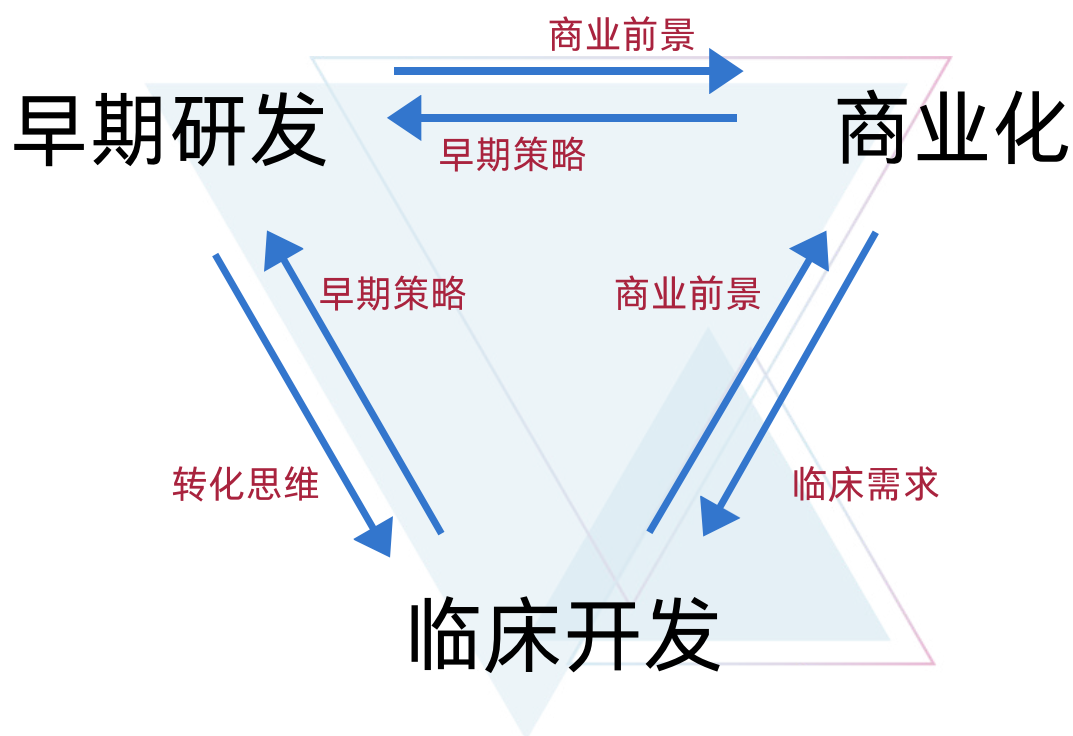 商业前景
早期研发
商业化
早期策略
早期策略
商业前景
转化思维
临床需求
临床开发